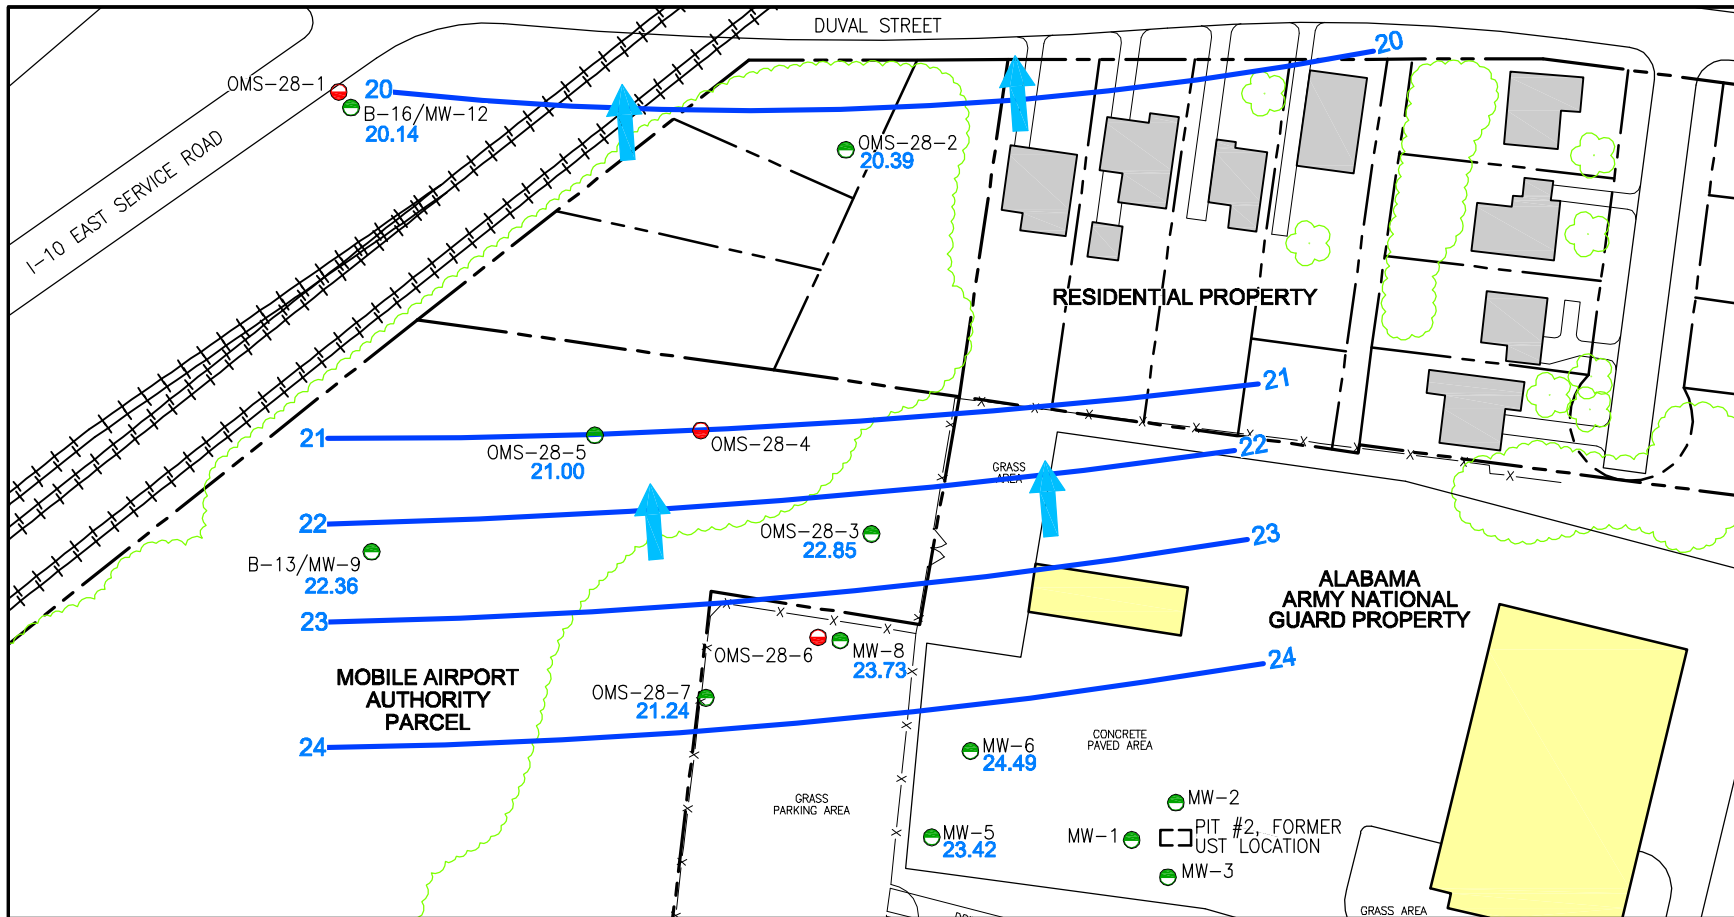 DUVAL STREET
20
OMS-28-1
20
B-16/MW-12
20.14
OMS-28-2
20.39
I-10 EAST SERVICE ROAD
RESIDENTIAL PROPERTY
21
21
OMS-28-5
21.00
OMS-28-4
22
GRASS
AREA
22
OMS-28-3
22.85
23
B-13/MW-9
22.36
ALABAMA
ARMY NATIONAL
GUARD PROPERTY
23
OMS-28-6
MW-8
23.73
24
MOBILE AIRPORT
AUTHORITY
PARCEL
OMS-28-7
21.24
24
CONCRETE
PAVED AREA
MW-6
24.49
GRASS
PARKING AREA
MW-2
MW-5
23.42
MW-1
PIT #2, FORMER
UST LOCATION
MW-3
GRASS AREA